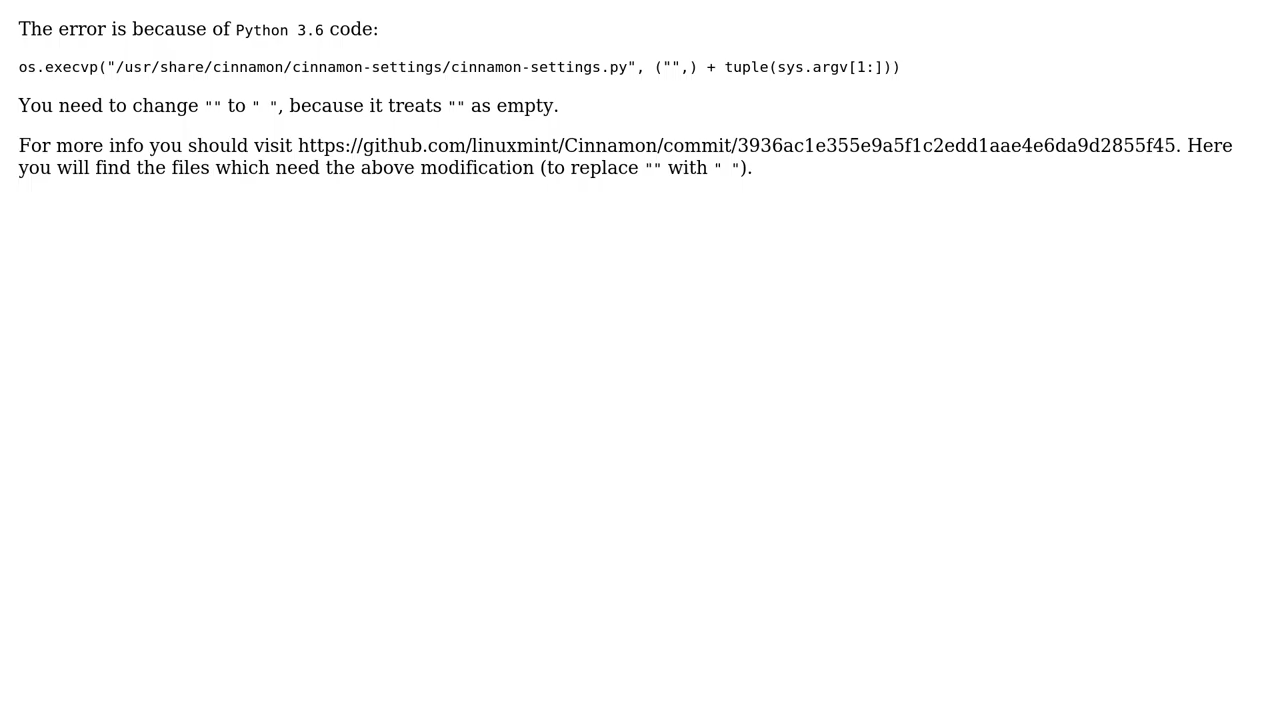 The error is because of Python 3.6 code:
os.execvp("/usr/share/cinnamon/cinnamon-settings/cinnamon-settings.py", ("",) + tuple(sys.argv[1:]))
You need to change "" to " ", because it treats "" as empty.
For more info you should visit https://github.com/linuxmint/Cinnamon/commit/3936ac1e355e9a5f1c2edd1aae4e6da9d2855f45. Here
you will find the files which need the above modification (to replace "" with " ").